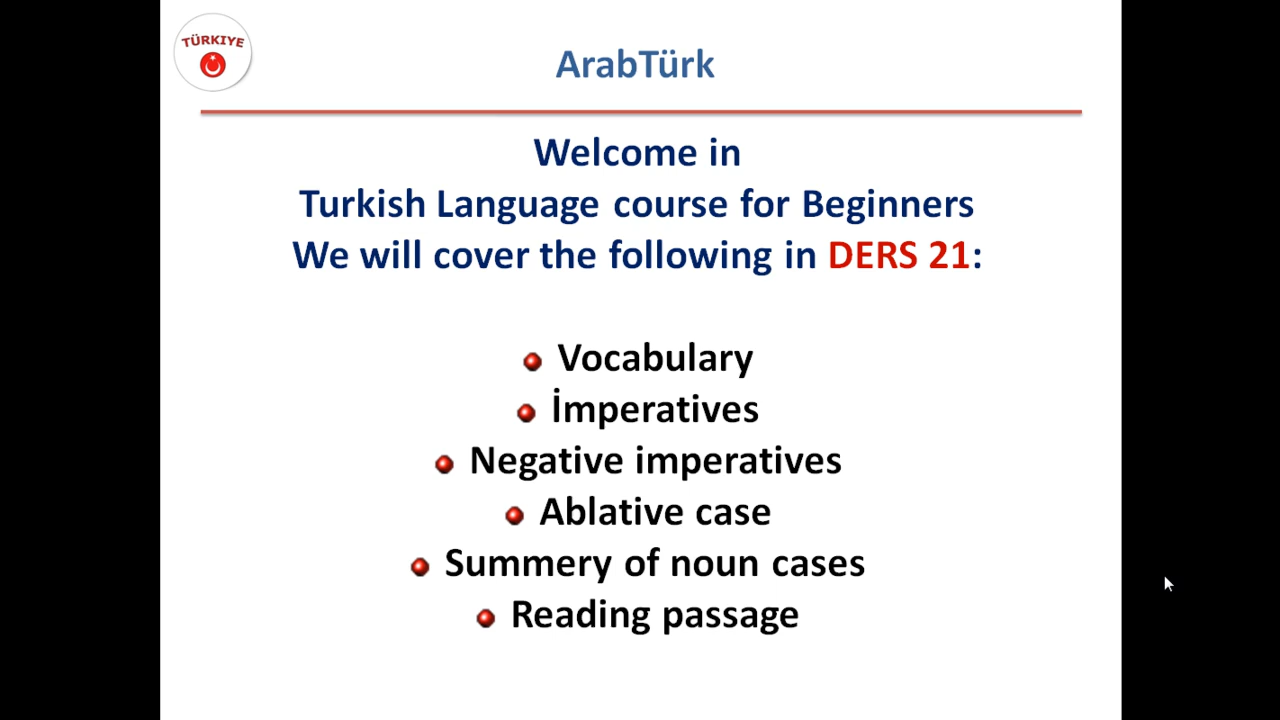 TÜRKIYE
ArabTürk
Welcome in
Turkish Language course for Beginners
We will cover the following in DERS 21:
Vocabulary
İmperatives
Negative imperatives
Ablative case
Summery of noun cases
Reading passage